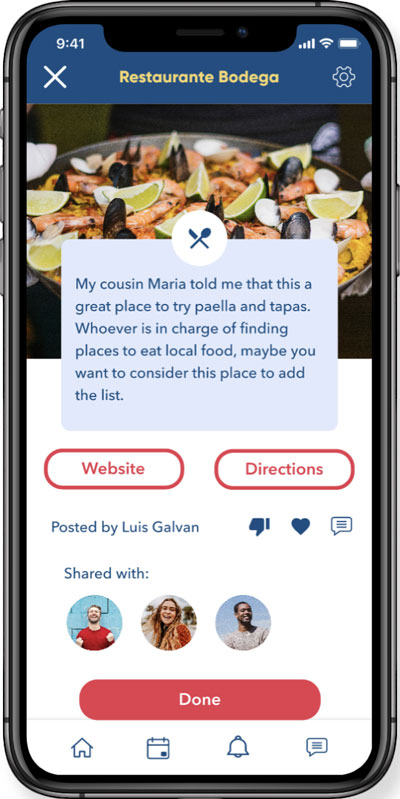 9:41
Restaurante Bodega
My cousin Maria told me that this a
great place to try paella and tapas.
Whoever is in charge of finding
places to eat local food, maybe you
want to consider this place to add
the list.
Website
Directions
Posted by Luis Galvan
Shared with:
Done